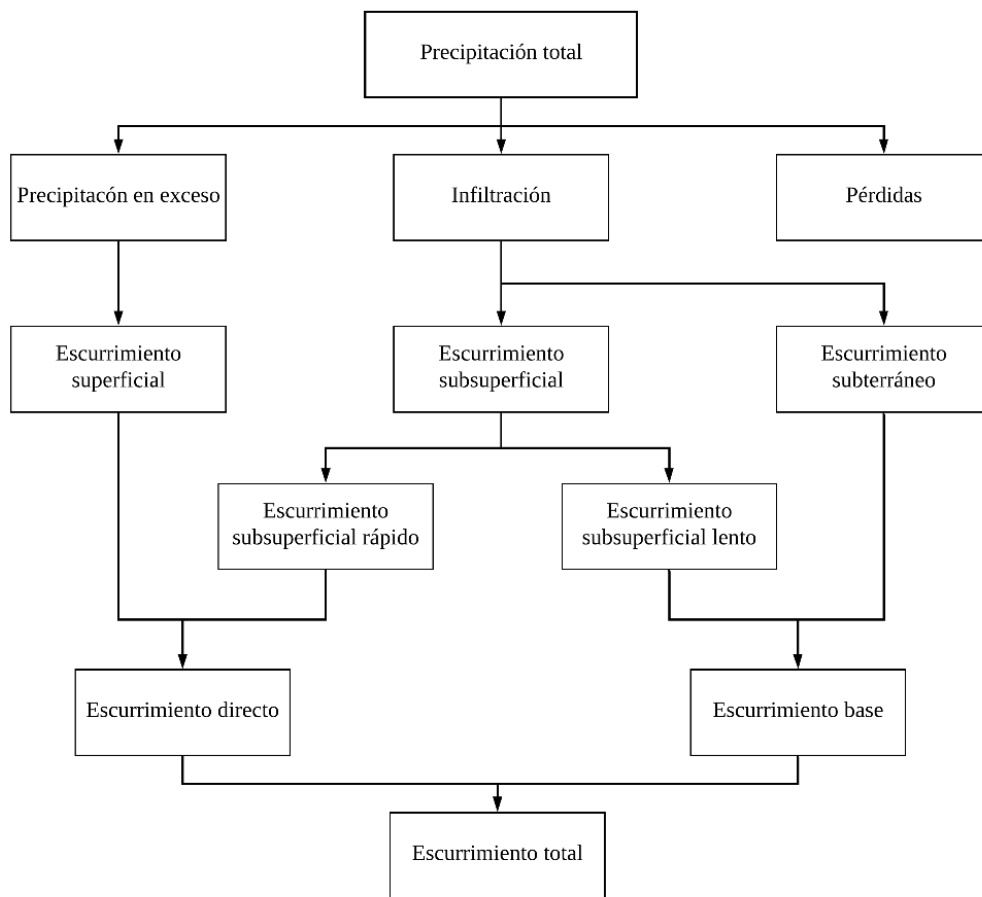 Precipitación total
Precipitacón en exceso
Infiltración
Pérdidas
Escurrimiento
superficial
Escurrimiento
subsuperficial
Escurrimiento
subterráneo
Escurrimiento
subsuperficial rápido
Escurrimiento
subsuperficial lento
Escurrimiento directo
Escurrimiento base
Escurrimiento total